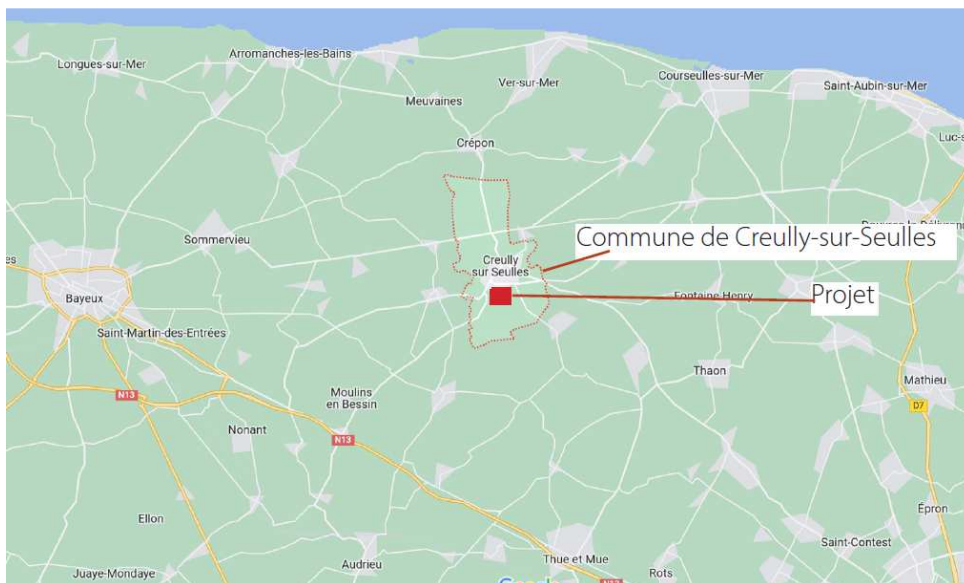 Longues-sur-Mer
Arromanches-les-Bains
Ver-sur-Mer
Courseulles-sur-Mer
Saint-Aubin-sur-Mer
Meuvaines
Crépon
Sommervieu
Commune de Creully-sur-Seulles
Creully
sur Seulles
Bayeux
Projet
Fontaine-Henry
Saint-Martin-des-Entrées
Thaon
Mathieu
N13
Moulins
en Bessin
D7
Nonant
N13
Ellon
Épron
Saint-Contest
Audrieu
Thue et Mue
Juaye-Mondaye
Rots